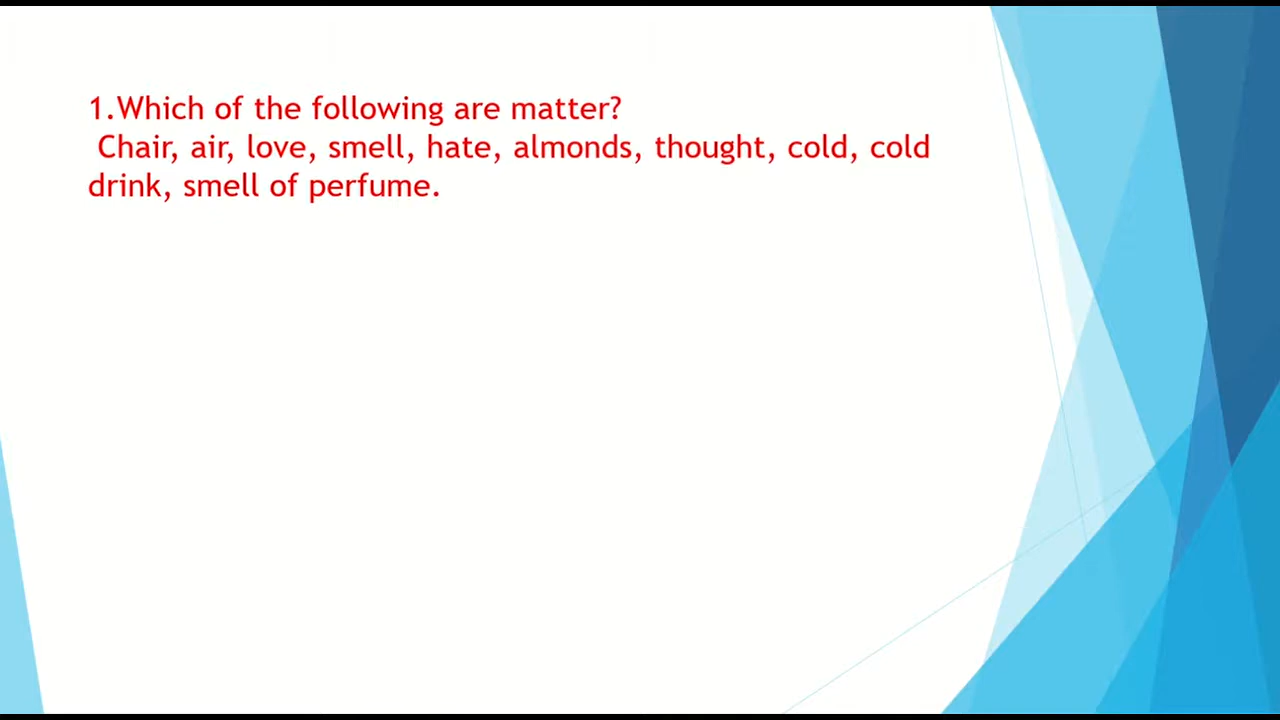 1.Which of the following are matter?
Chair, air, love, smell, hate, almonds, thought, cold, cold
drink, smell of perfume.